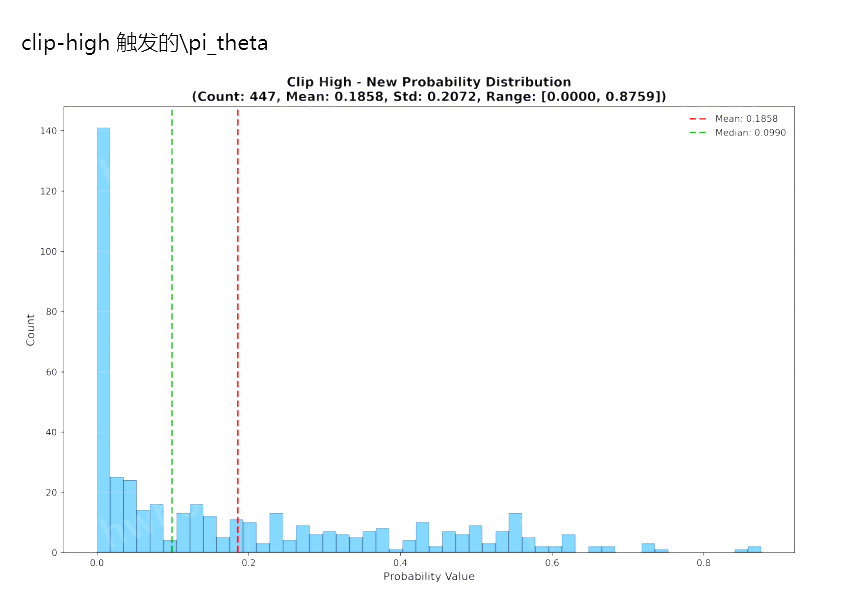 clip-high 触发的\pi_theta
Clip High - New Probability Distribution
(Count: 447, Mean: 0.1858, Std: 0.2072, Range: [0.0000, 0.8759])
Mean: 0.1858
Median: 0.0990
140
120
100
80
60
40
20
0
Count
0.0 0.2 0.4 0.6 0.8
Probability Value